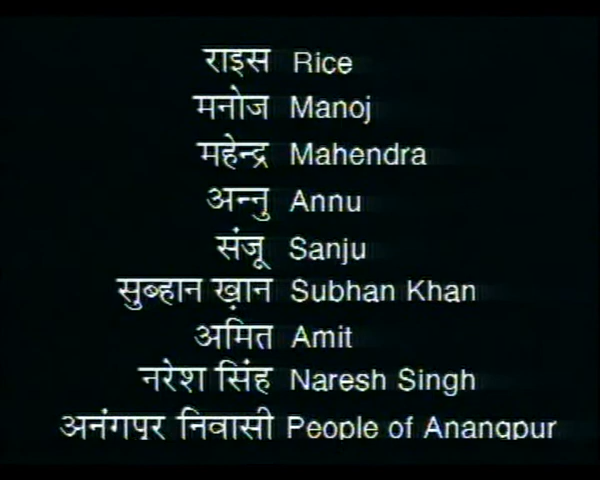 राइस Rice
मनोज Manoj
महेन्द्र Mahendra
अन्नु Annu
संजू Sanju
सुब्हान ख़ान Subhan Khan
अमित Amit
नरेश सिंह Naresh Singh
अनंगपुर निवासी People of Anangpur